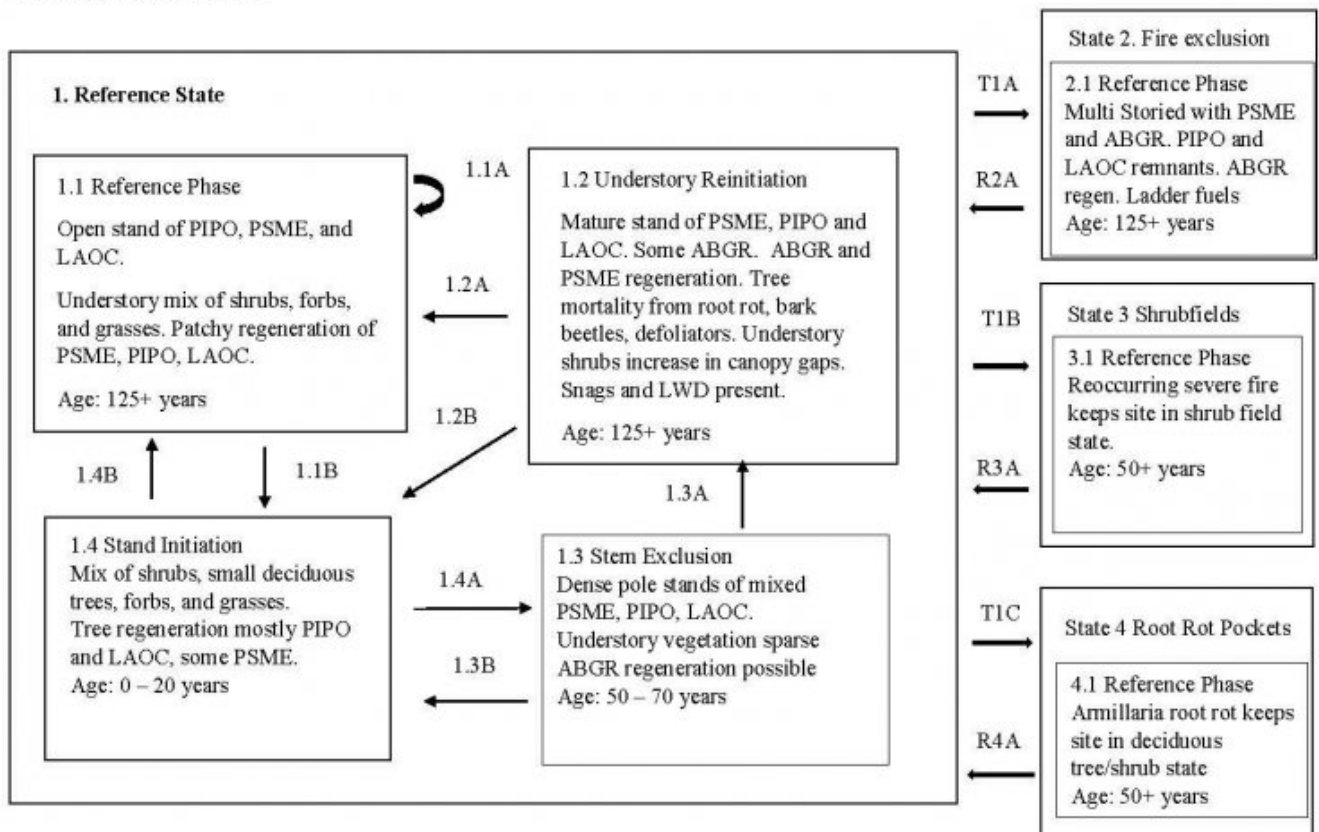 1. Reference State
1.1 Reference Phase
Open stand of PIPO, PSME, and
LAOC.
Understory mix of shrubs, forbs,
and grasses. Patchy regeneration of
PSME, PIPO, LAOC.
Age: 125+ years
1.1A
1.2 Understory Reinitiation
Mature stand of PSME, PIPO and
LAOC. Some ABGR. ABGR and
PSME regeneration. Tree
mortality from root rot, bark
beetles, defoliators. Understory
shrubs increase in canopy gaps.
Snags and LWD present.
Age: 125+ years
1.2A
1.2B
1.4B
1.1B
1.3A
1.4 Stand Initiation
Mix of shrubs, small deciduous
trees, forbs, and grasses.
Tree regeneration mostly PIPO
and LAOC, some PSME.
Age: 0 – 20 years
1.4A
1.3B
1.3 Stem Exclusion
Dense pole stands of mixed
PSME, PIPO, LAOC.
Understory vegetation sparse
ABGR regeneration possible
Age: 50 – 70 years
T1A
R2A
State 2. Fire exclusion
2.1 Reference Phase
Multi Storied with PSME
and ABGR. PIPO and
LAOC remnants. ABGR
regen. Ladder fuels
Age: 125+ years
T1B
R3A
State 3 Shrubfields
3.1 Reference Phase
Reoccurring severe fire
keeps site in shrub field
state.
Age: 50+ years
T1C
R4A
State 4 Root Rot Pockets
4.1 Reference Phase
Armillaria root rot keeps
site in deciduous
tree/shrub state
Age: 50+ years